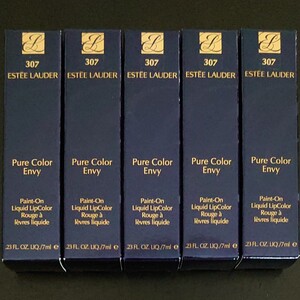 307
ESTĒE LAUDER
Pure Color
Envy
Paint-On
Liquid LipColor
Rouge à
lèvres liquide
.23 FL. OZ. LIQ./7ml ℮
307
ESTĒE LAUDER
Pure Color
Envy
Paint-On
Liquid LipColor
Rouge à
lèvres liquide
.23 FL. OZ. LIQ./7ml ℮
307
ESTĒE LAUDER
Pure Color
Envy
Paint-On
Liquid LipColor
Rouge à
lèvres liquide
.23 FL. OZ. LIQ./7ml ℮
307
ESTĒE LAUDER
Pure Color
Envy
Paint-On
Liquid LipColor
Rouge à
lèvres liquide
.23 FL. OZ. LIQ./7ml ℮
307
ESTĒE LAUDER
Pure Color
Envy
Paint-On
Liquid LipColor
Rouge à
lèvres liquide
.23 FL. OZ. LIQ./7ml ℮